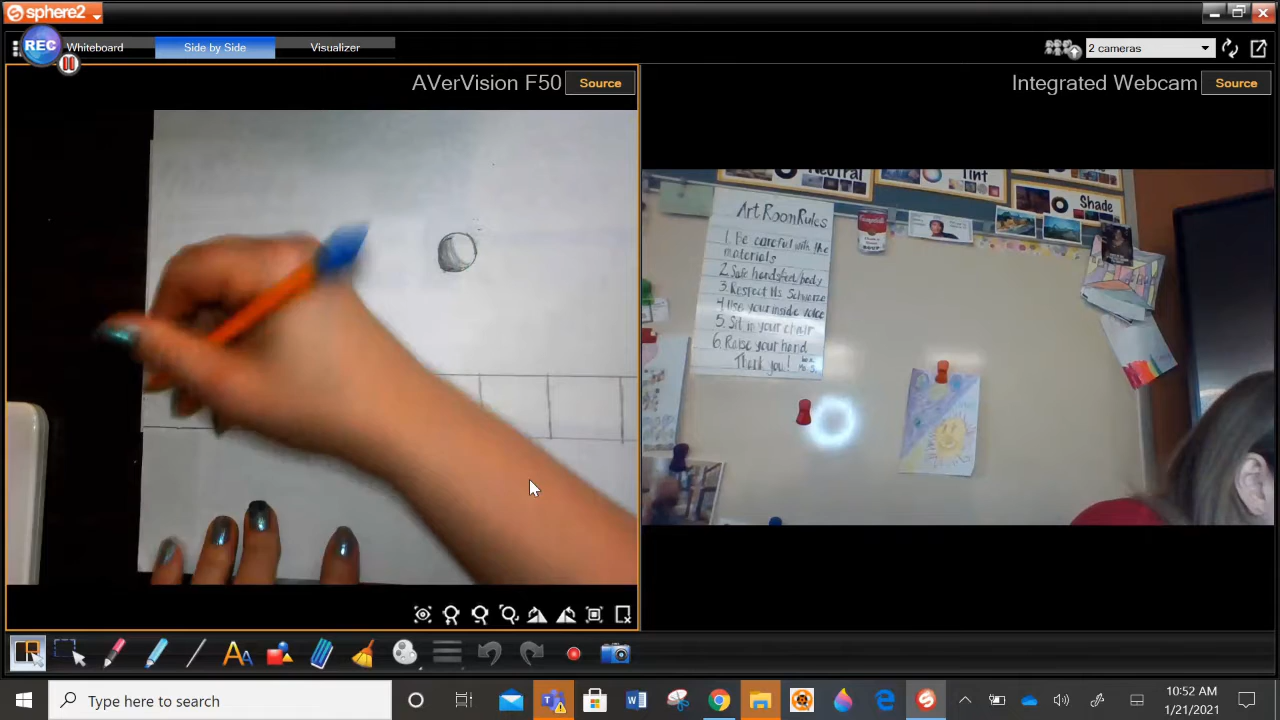 sphere2
REC
Whiteboard
Side by Side
Visualizer
2 cameras
AVerVision F50
Source
Integrated Webcam
Source
Neutral
Tint
Shade
Campbell's
Art Room Rules
1. Be careful with the
materials
2. Safe hands/feet/body
3. Respect Ms Schwarze
4. Use your inside voice
5. Sit in your chair
6. Raise your hand
Thank you!
Type here to search
10:52 AM
1/21/2021